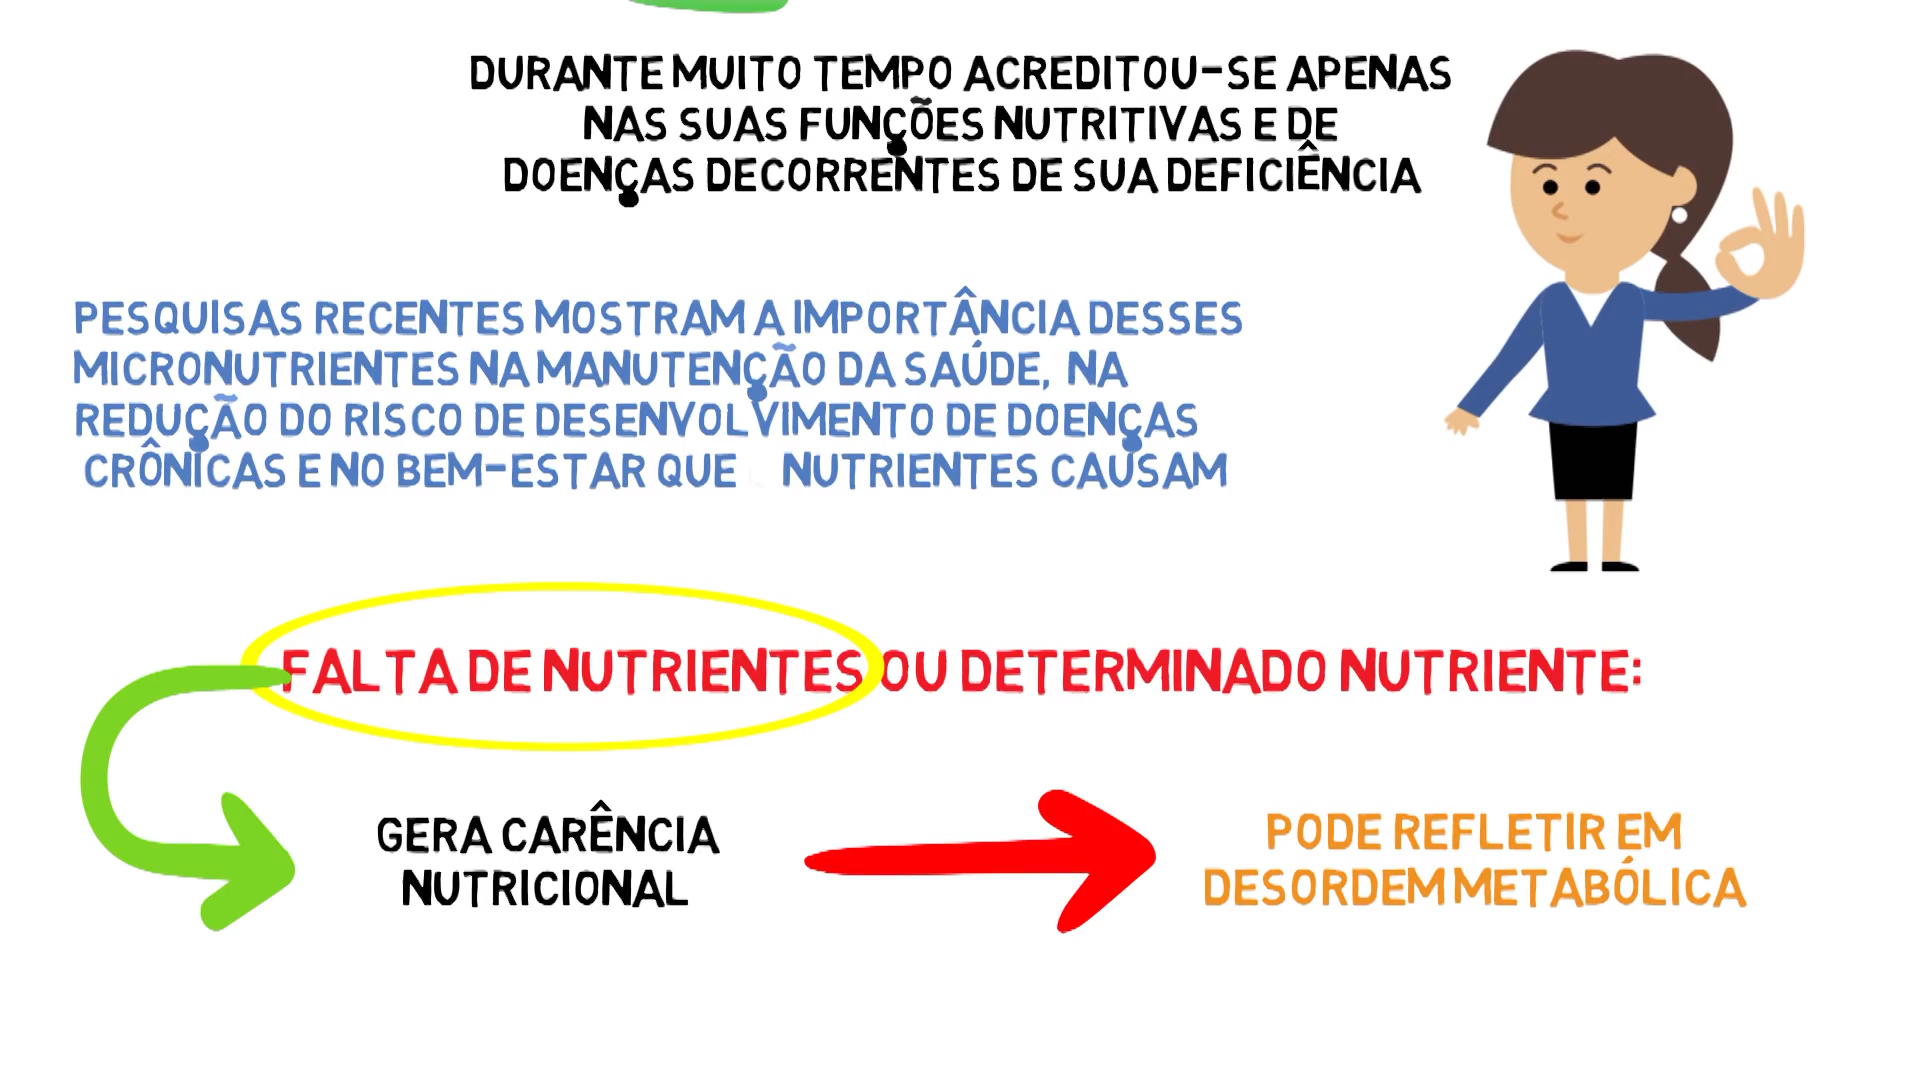 DURANTE MUITO TEMPO ACREDITOU-SE APENAS
NAS SUAS FUNÇÕES NUTRITIVAS E DE
DOENÇAS DECORRENTES DE SUA DEFICIÊNCIA
PESQUISAS RECENTES MOSTRAM A IMPORTÂNCIA DESSES
MICRONUTRIENTES NA MANUTENÇÃO DA SAÚDE, NA
REDUÇÃO DO RISCO DE DESENVOLVIMENTO DE DOENÇAS
CRÔNICAS E NO BEM-ESTAR QUE NUTRIENTES CAUSAM
FALTA DE NUTRIENTES OU DETERMINADO NUTRIENTE:
GERA CARÊNCIA
NUTRICIONAL
PODE REFLETIR EM
DESORDEM METABÓLICA